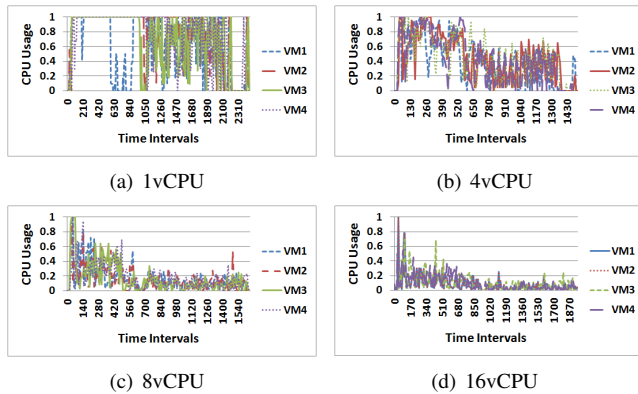 CPU Usage
1
0.8
0.6
0.4
0.2
0
0
210
420
630
840
1050
1260
1470
1680
1890
2100
2310
Time Intervals
VM1
VM2
VM3
VM4
(a) 1vCPU
CPU Usage
1
0.8
0.6
0.4
0.2
0
0
130
260
390
520
650
780
910
1040
1170
1300
1430
Time Intervals
VM1
VM2
VM3
VM4
(b) 4vCPU
CPU Usage
1
0.8
0.6
0.4
0.2
0
0
140
280
420
560
700
840
980
1120
1260
1400
1540
Time Intervals
VM1
VM2
VM3
VM4
(c) 8vCPU
CPU Usage
1
0.8
0.6
0.4
0.2
0
0
170
340
510
680
850
1020
1190
1360
1530
1700
1870
Time Intervals
VM1
VM2
VM3
VM4
(d) 16vCPU